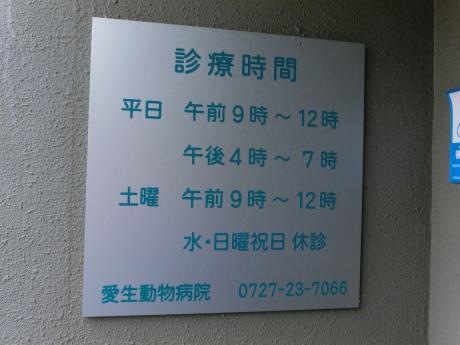 診療時間
平日 午前9時～12時
午後4時～7時
土曜 午前9時～12時
水・日曜祝日 休診
愛生動物病院 0727-23-7066